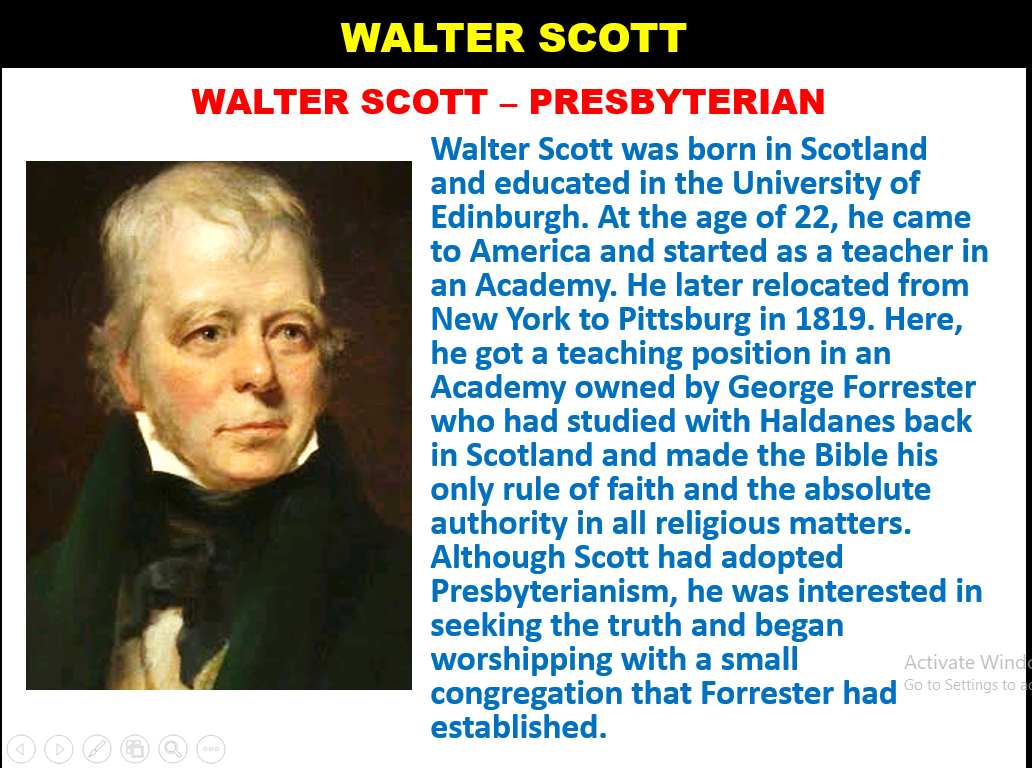 WALTER SCOTT
WALTER SCOTT – PRESBYTERIAN
Walter Scott was born in Scotland
and educated in the University of
Edinburgh. At the age of 22, he came
to America and started as a teacher in
an Academy. He later relocated from
New York to Pittsburg in 1819. Here,
he got a teaching position in an
Academy owned by George Forrester
who had studied with Haldanes back
in Scotland and made the Bible his
only rule of faith and the absolute
authority in all religious matters.
Although Scott had adopted
Presbyterianism, he was interested in
seeking the truth and began
worshipping with a small
congregation that Forrester had
established.
Activate Windo
Go to Settings to ac